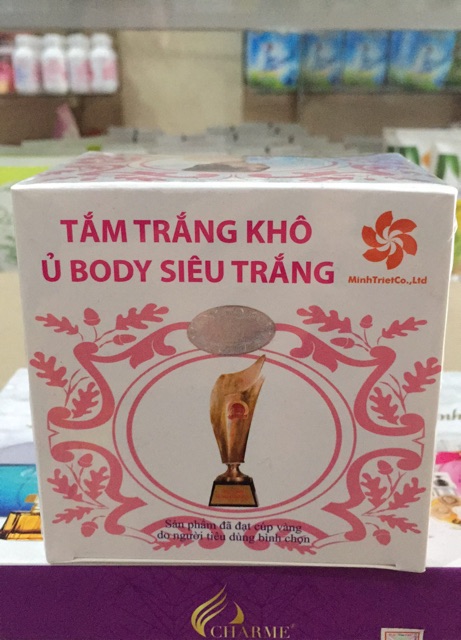 TẮM TRẮNG KHÔ
Ủ BODY SIÊU TRẮNG
MinhTrietCo.,Ltd
Sản phẩm đã đạt cúp vàng
do người tiêu dùng bình chọn
CHARME